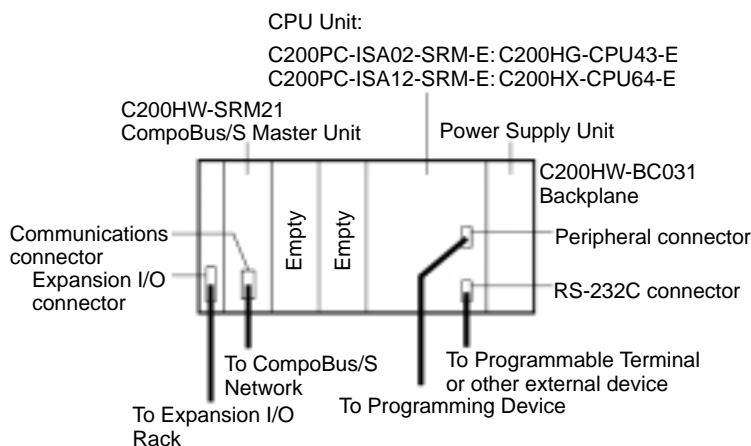 CPU Unit:
C200PC-ISA02-SRM-E: C200HG-CPU43-E
C200PC-ISA12-SRM-E: C200HX-CPU64-E
C200HW-SRM21
CompoBus/S Master Unit
Power Supply Unit
C200HW-BC031
Backplane
Empty
Empty
Communications
connector
Expansion I/O
connector
Peripheral connector
RS-232C connector
To CompoBus/S
Network
To Expansion I/O
Rack
To Programmable Terminal
or other external device
To Programming Device